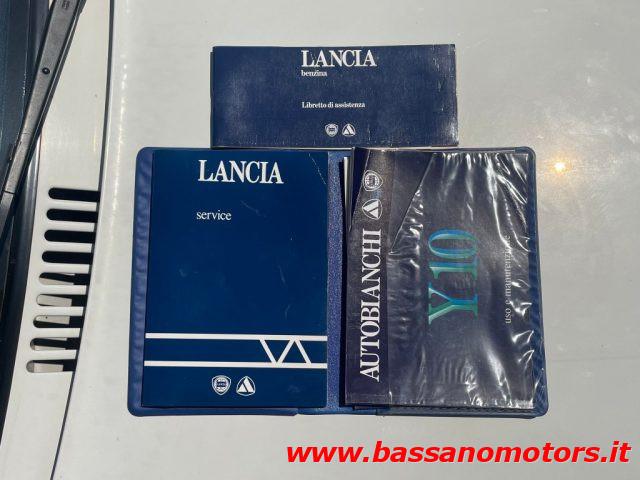 LANCIA
benzina
Libretto di assistenza
LANCIA
service
AUTOBIANCHI
Y10
uso e manutenzione
www.bassanomotors.it